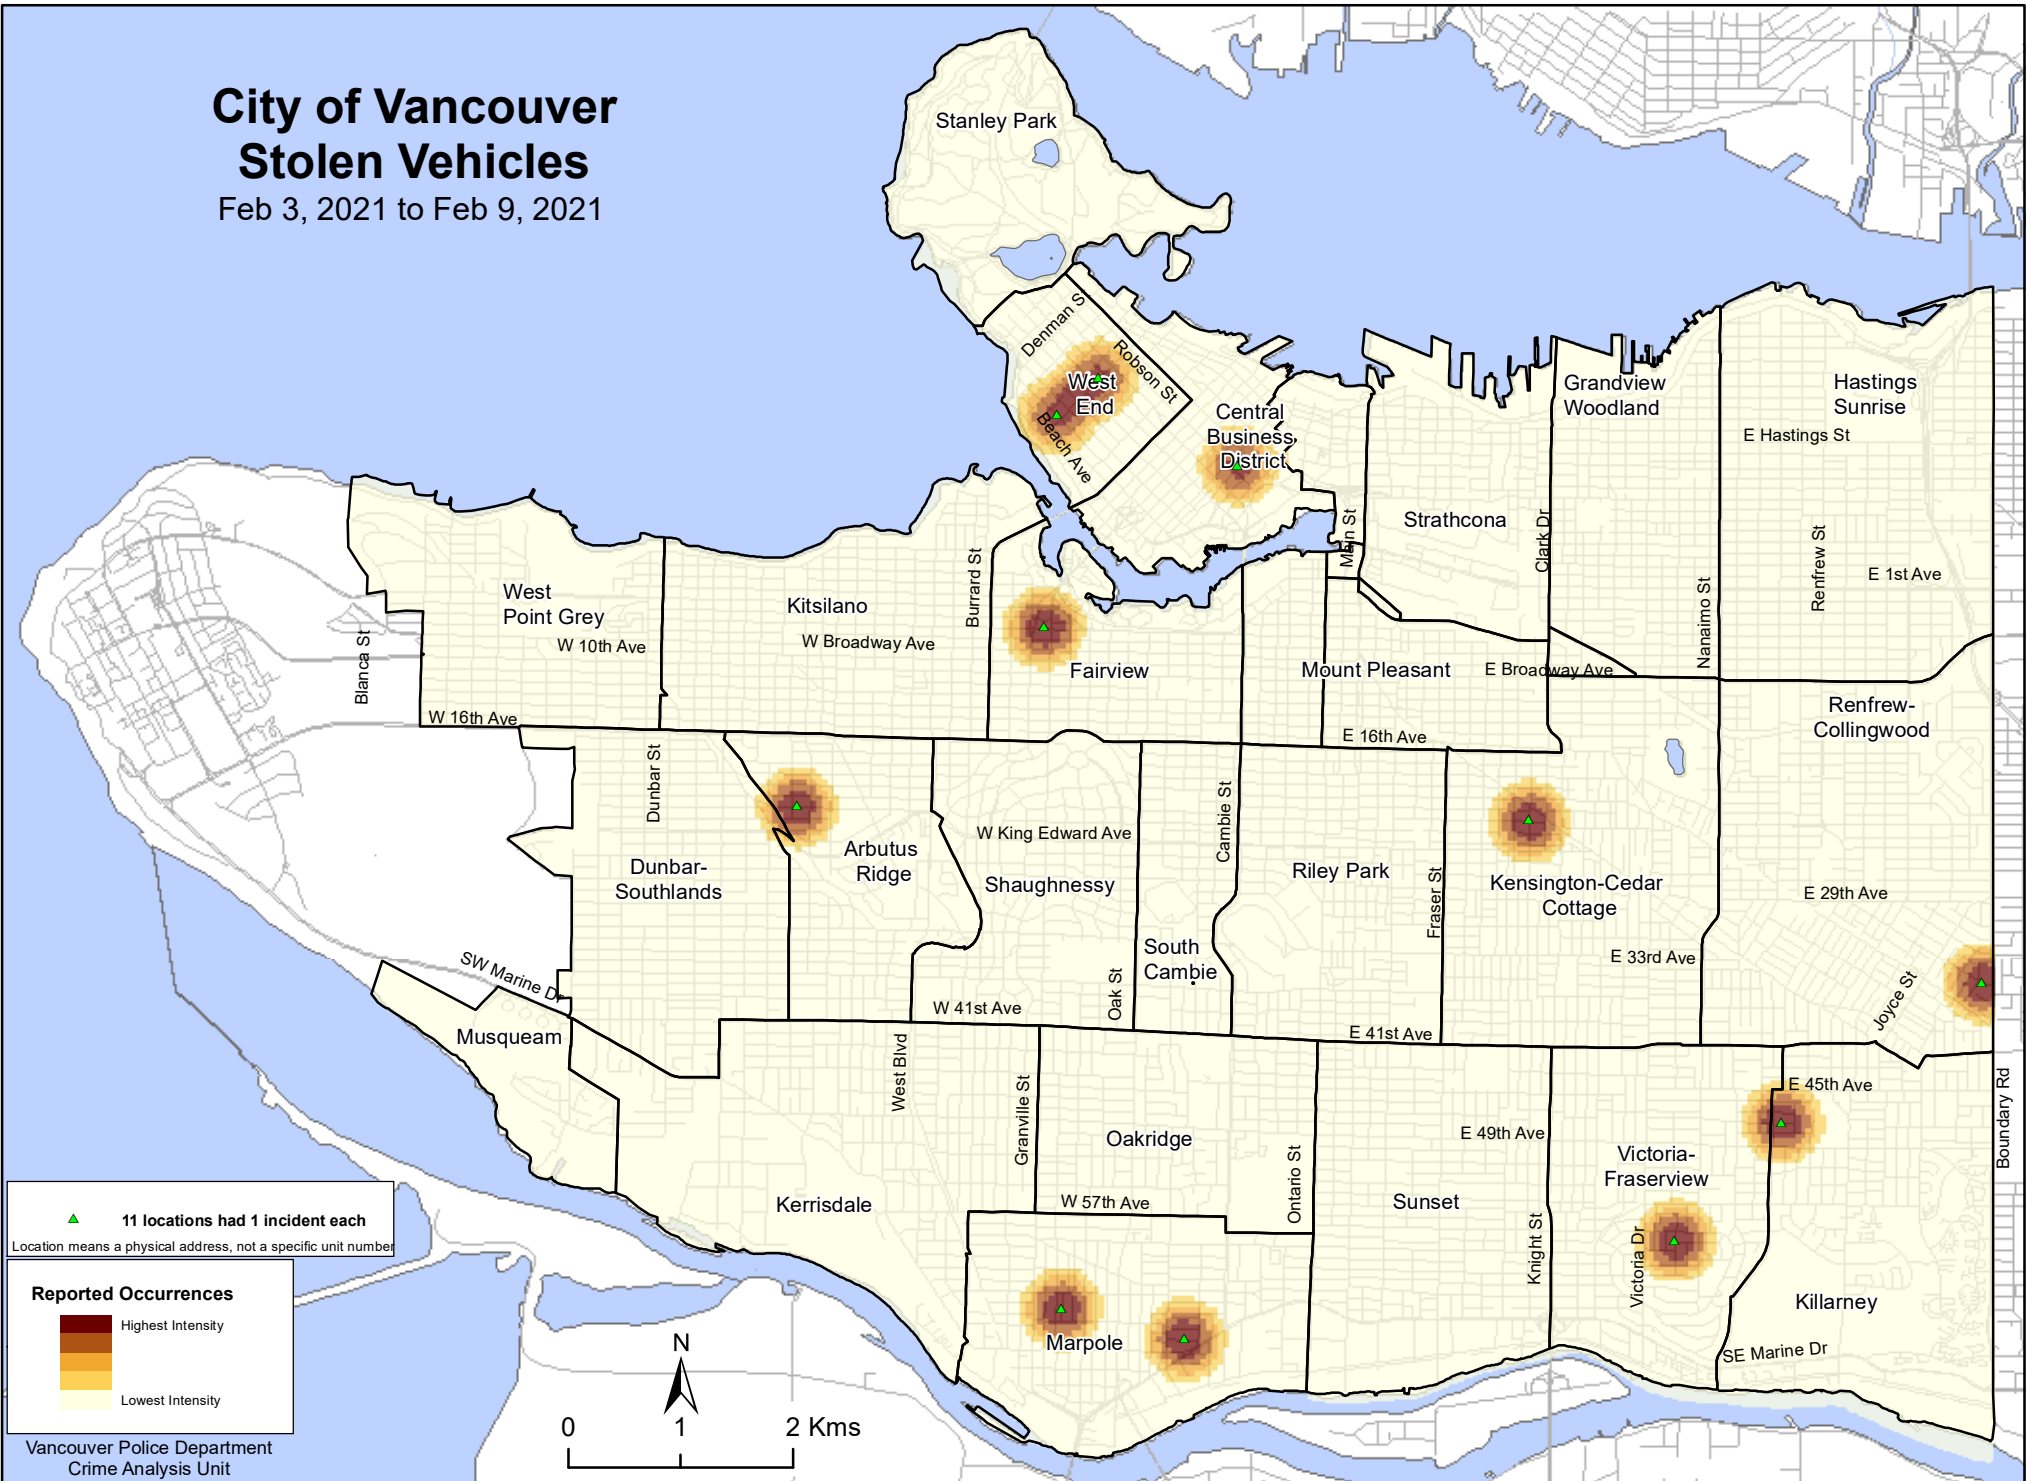 City of Vancouver
Stolen Vehicles
Feb 3, 2021 to Feb 9, 2021
Stanley Park
Denman S
Robson St
West
End
Beach Ave
Central
Business
District
Grandview
Woodland
Hastings
Sunrise
E Hastings St
Strathcona
Main St
Clark Dr
Nanaimo St
Renfrew St
E 1st Ave
West
Point Grey
W 10th Ave
Blanca St
W 16th Ave
Kitsilano
W Broadway Ave
Burrard St
Fairview
Mount Pleasant
E Broadway Ave
E 16th Ave
Renfrew-
Collingwood
Dunbar St
Dunbar-
Southlands
Arbutus
Ridge
W King Edward Ave
Shaughnessy
Cambie St
South
Cambie
Oak St
W 41st Ave
Riley Park
Fraser St
Kensington-Cedar
Cottage
E 29th Ave
E 33rd Ave
Joyce St
E 41st Ave
SW Marine Dr
Musqueam
West Blvd
Granville St
Kerrisdale
Oakridge
W 57th Ave
Ontario St
Sunset
E 49th Ave
Knight St
Victoria-
Fraserview
Victoria Dr
E 45th Ave
Boundary Rd
Killarney
SE Marine Dr
Marpole
11 locations had 1 incident each
Location means a physical address, not a specific unit number
Reported Occurrences
Highest Intensity
Lowest Intensity
Vancouver Police Department
Crime Analysis Unit
N
0 1 2 Kms